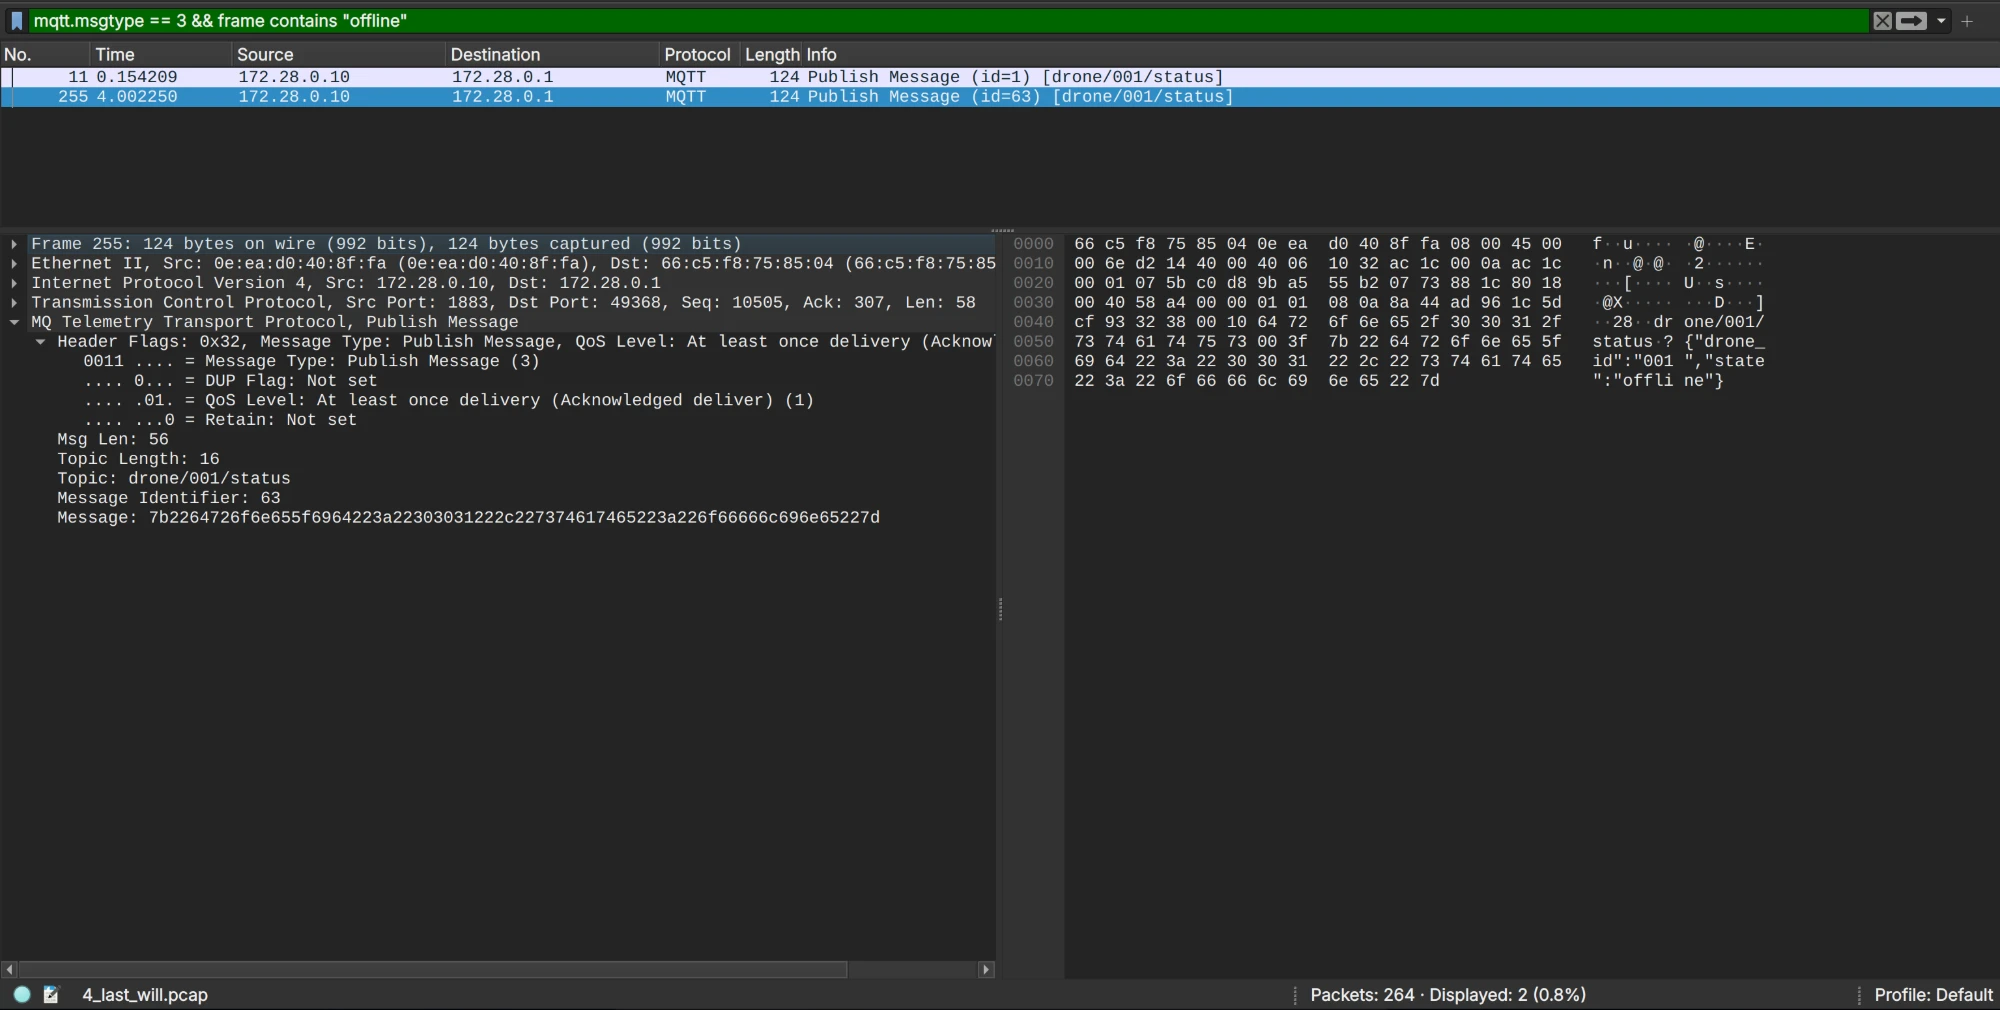 mqtt.msgtype == 3 && frame contains "offline"
No. Time Source Destination Protocol Length Info
11 0.154209 172.28.0.10 172.28.0.1 MQTT 124 Publish Message (id=1) [drone/001/status]
255 4.002250 172.28.0.10 172.28.0.1 MQTT 124 Publish Message (id=63) [drone/001/status]
Frame 255: 124 bytes on wire (992 bits), 124 bytes captured (992 bits)
Ethernet II, Src: 0e:ea:d0:40:8f:fa (0e:ea:d0:40:8f:fa), Dst: 66:c5:f8:75:85:04 (66:c5:f8:75:85
Internet Protocol Version 4, Src: 172.28.0.10, Dst: 172.28.0.1
Transmission Control Protocol, Src Port: 1883, Dst Port: 49368, Seq: 10505, Ack: 307, Len: 58
MQ Telemetry Transport Protocol, Publish Message
Header Flags: 0x32, Message Type: Publish Message, QoS Level: At least once delivery (Acknow
0011 .... = Message Type: Publish Message (3)
.... 0... = DUP Flag: Not set
.... .01. = QoS Level: At least once delivery (Acknowledged deliver) (1)
.... ...0 = Retain: Not set
Msg Len: 56
Topic Length: 16
Topic: drone/001/status
Message Identifier: 63
Message: 7b2264726f6e655f6964223a22303031222c227374617465223a226f66666c696e65227d
0000 66 c5 f8 75 85 04 0e ea d0 40 8f fa 08 00 45 00 f··u···· ·@····E·
0010 00 6e d2 14 40 00 40 06 10 32 ac 1c 00 0a ac 1c ·n··@·@· ·2······
0020 00 01 07 5b c0 d8 9b a5 55 b2 07 73 88 1c 80 18 ···[···· U··s····
0030 00 40 58 a4 00 00 01 01 08 0a 8a 44 ad 96 1c 5d ·@X····· ···D···]
0040 cf 93 32 38 00 10 64 72 6f 6e 65 2f 30 30 31 2f ··28··dr one/001/
0050 73 74 61 74 75 73 00 3f 7b 22 64 72 6f 6e 65 5f status·? {"drone_
0060 69 64 22 3a 22 30 30 31 22 2c 22 73 74 61 74 65 id":"001 ","state
0070 22 3a 22 6f 66 66 6c 69 6e 65 22 7d ":"offli ne"}
4_last_will.pcap Packets: 264 · Displayed: 2 (0.8%) Profile: Default